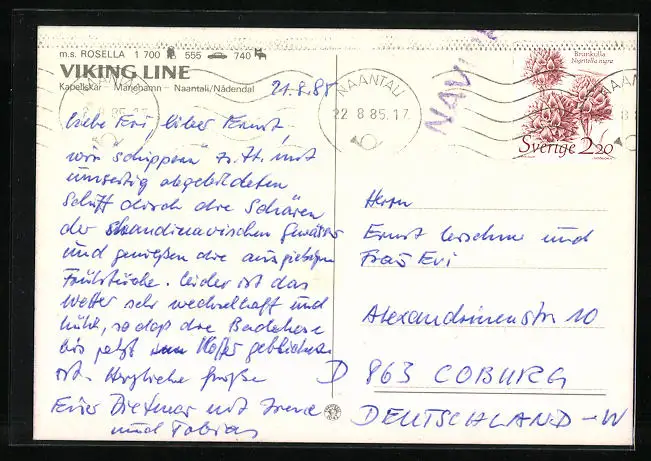 m.s. ROSELLA 1 700 555 740
VIKING LINE
Kapellskär – Mariehamn – Naantali/Nådendal
21.8.85
NAANTALI
22.8.85.17
NAVI
Brunkulla
Nigritella nigra
Sverige 2.20
Liebe Evi, lieber Ernst,
wir "schippern" z. Zt. mit
umseitig abgebildeten
Schiff durch die Schären
der skandinavischen Gewässer
und genießen die ausgiebigen
Frühstücke. Leider ist das
Wetter sehr wechselhaft und
kühl, so daß die Badehose
bis jetzt im Koffer geblieben
ist. Herzliche Grüße
Euer Dietmar mit Irene
und Tobias
Herrn
Ernst und
Frau Evi
Alexandrinenstr 10
D 863 COBURG
DEUTSCHLAND-W